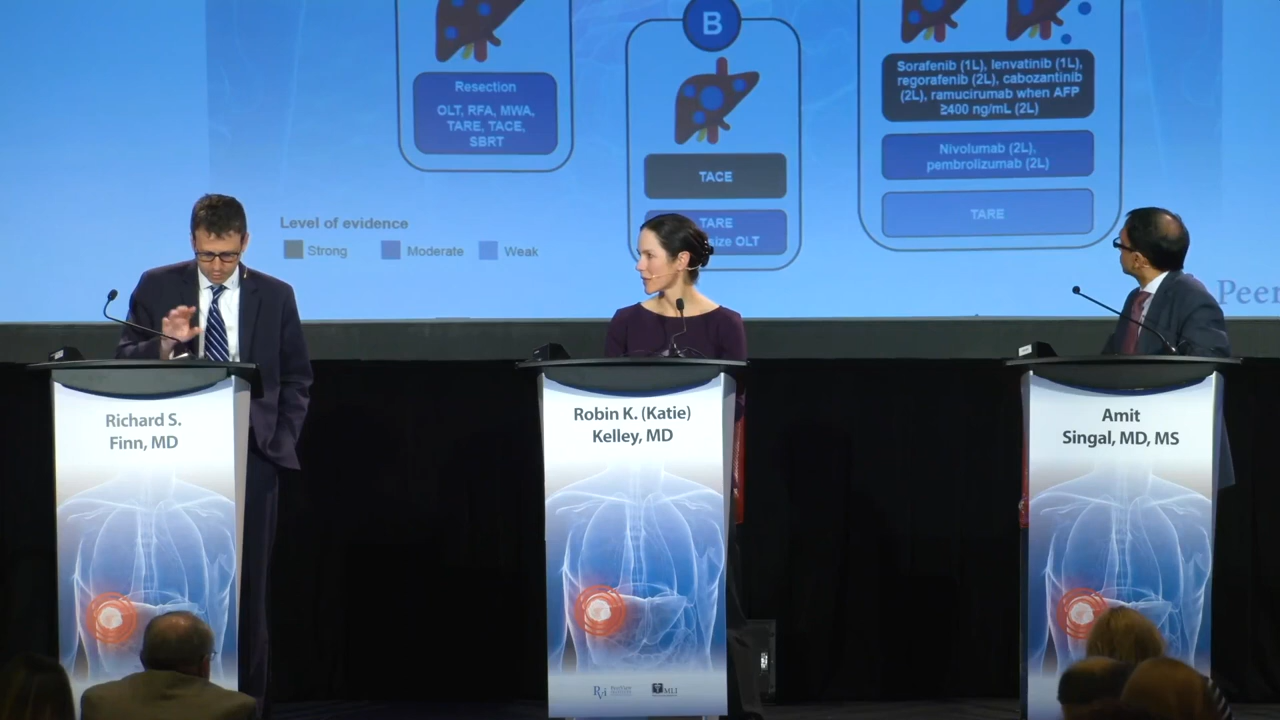 B
Resection
OLT, RFA, MWA,
TARE, TACE,
SBRT
TACE
TARE
size OLT
Sorafenib (1L), lenvatinib (1L),
regorafenib (2L), cabozantinib
(2L), ramucirumab when AFP
≥400 ng/mL (2L)
Nivolumab (2L),
pembrolizumab (2L)
TARE
Level of evidence
Strong
Moderate
Weak
Peer
Richard S.
Finn, MD
Robin K. (Katie)
Kelley, MD
Amit
Singal, MD, MS
MLI